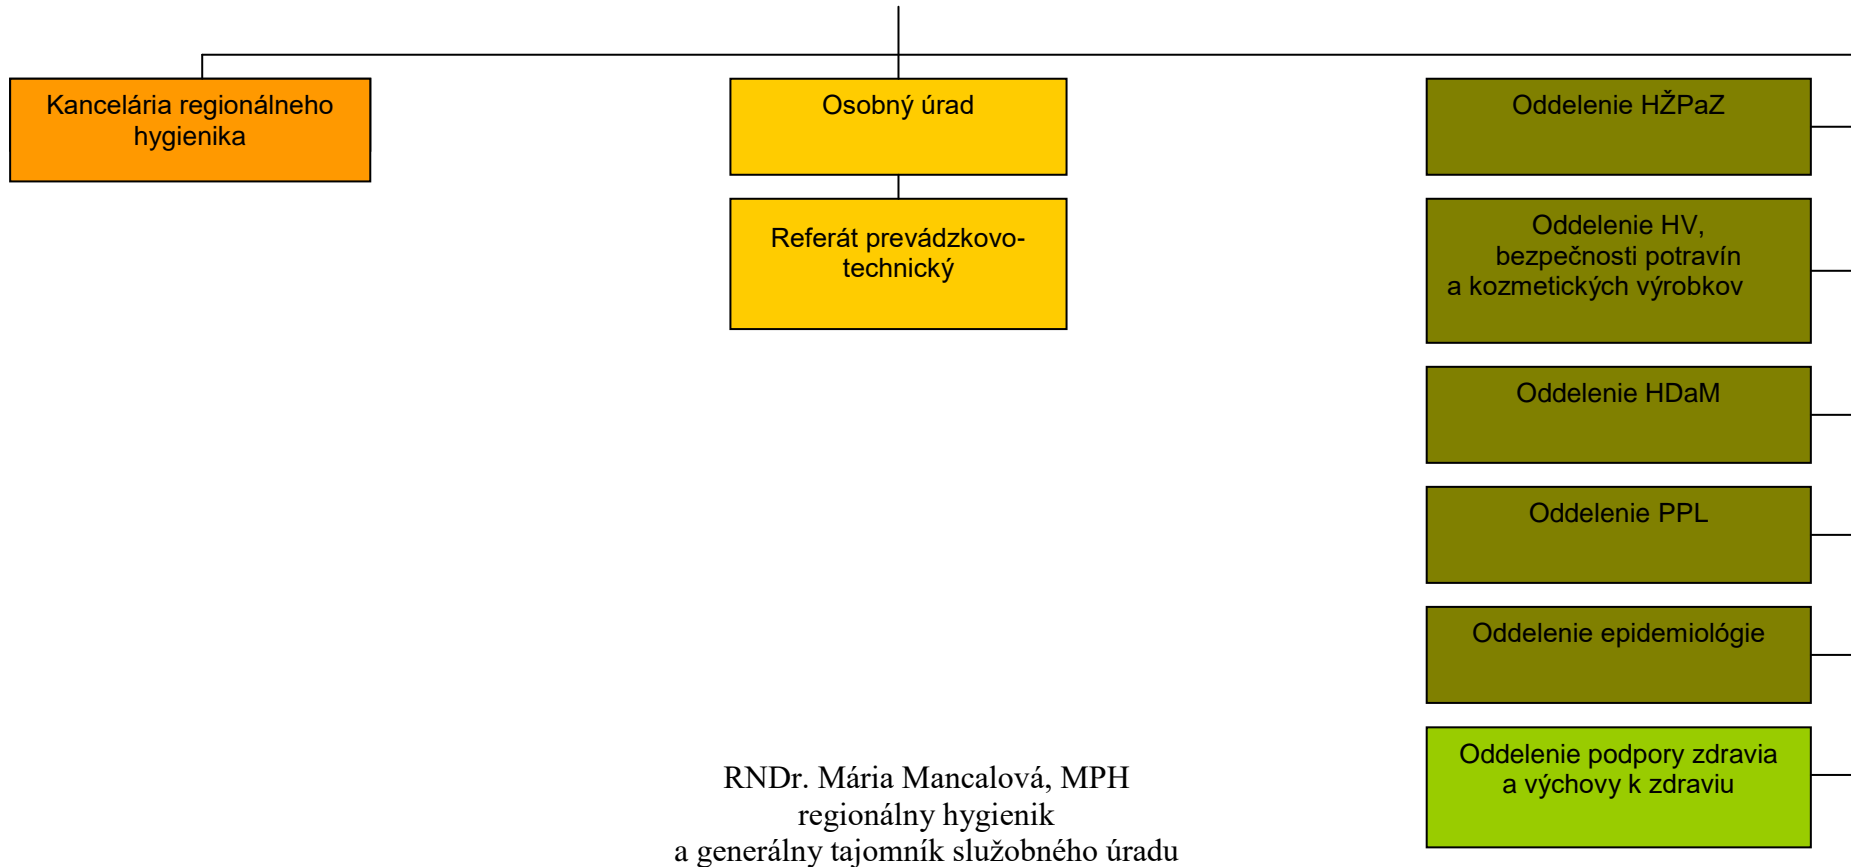 Kancelária regionálneho
hygienika
Osobný úrad
Referát prevádzkovo-
technický
Oddelenie HŽPaZ
Oddelenie HV,
bezpečnosti potravín
a kozmetických výrobkov
Oddelenie HDaM
Oddelenie PPL
Oddelenie epidemiológie
Oddelenie podpory zdravia
a výchovy k zdraviu
RNDr. Mária Mancalová, MPH
regionálny hygienik
a generálny tajomník služobného úradu